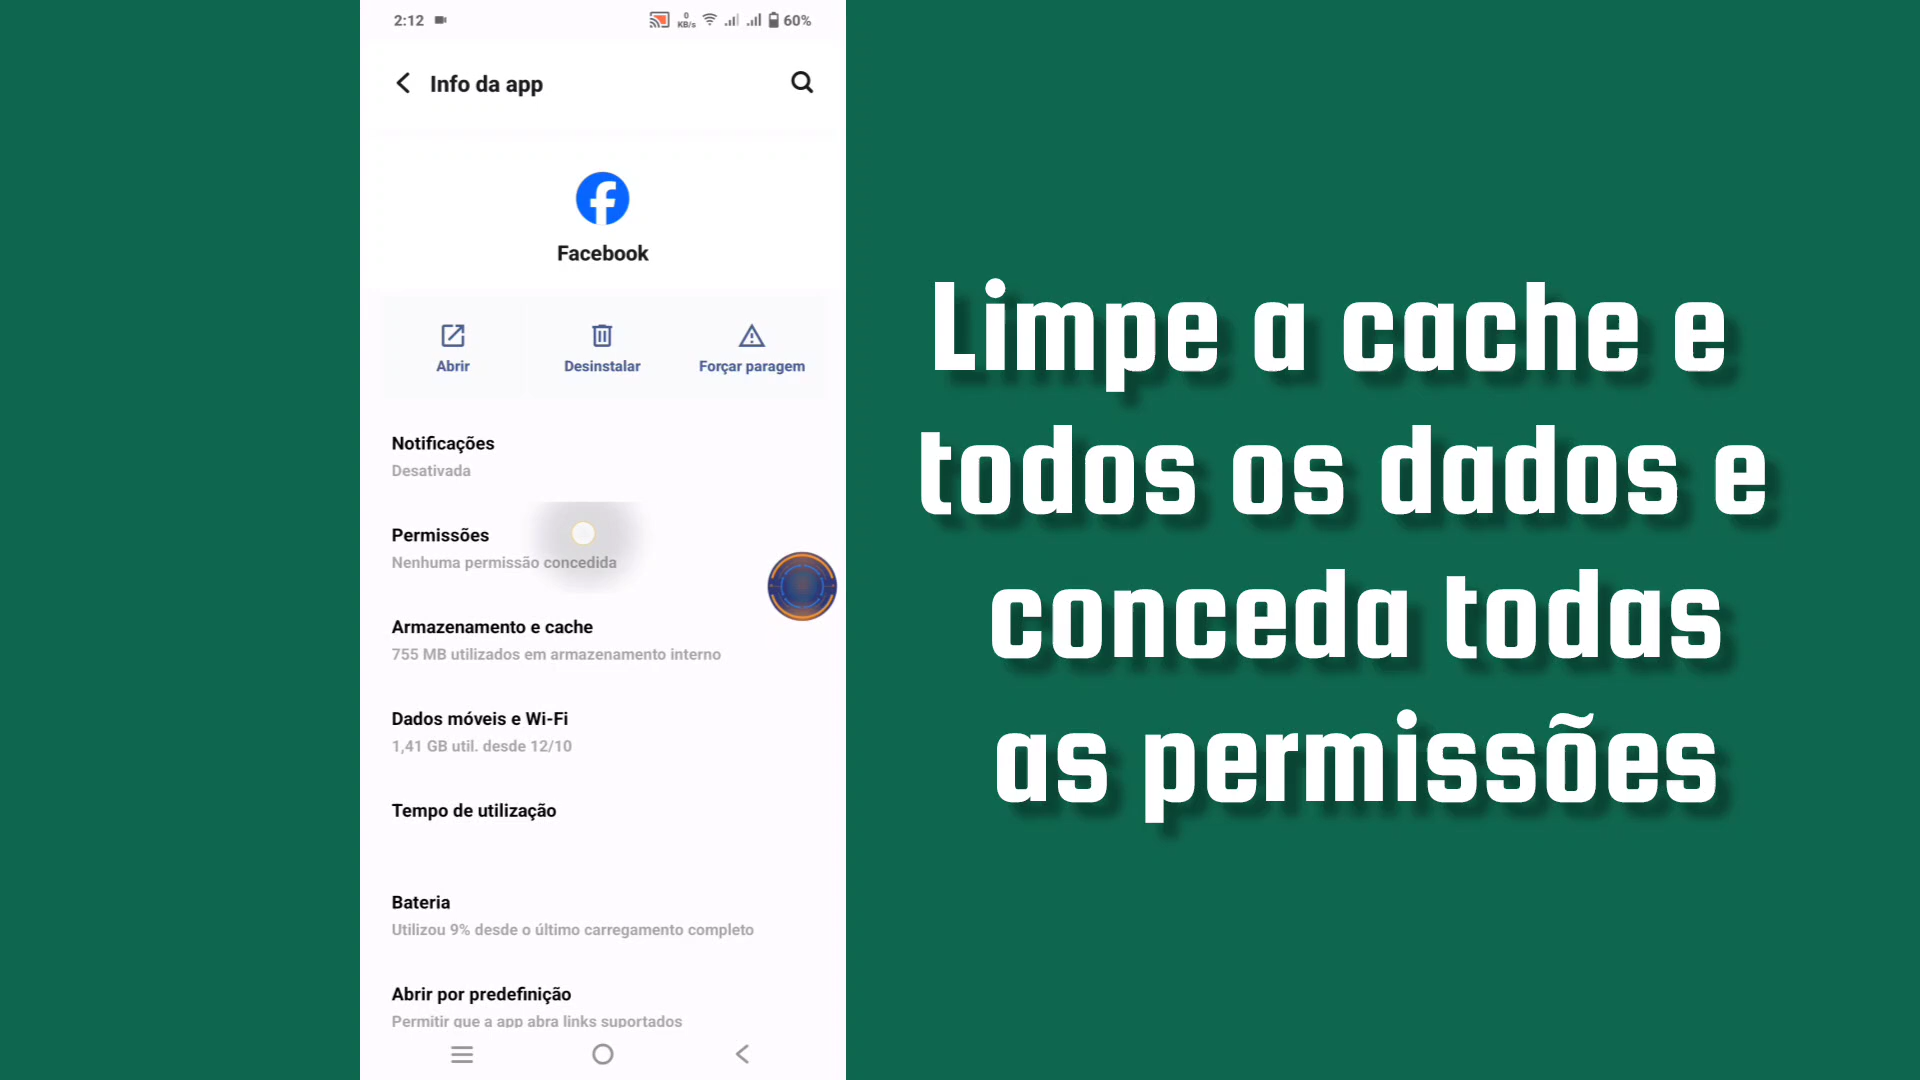 2:12
0 KB/s
60%
Info da app
Facebook
Abrir
Desinstalar
Forçar paragem
Notificações
Desativada
Permissões
Nenhuma permissão concedida
Armazenamento e cache
755 MB utilizados em armazenamento interno
Dados móveis e Wi-Fi
1,41 GB util. desde 12/10
Tempo de utilização
Bateria
Utilizou 9% desde o último carregamento completo
Abrir por predefinição
Permitir que a app abra links suportados
Limpe a cache e
todos os dados e
conceda todas
as permissões